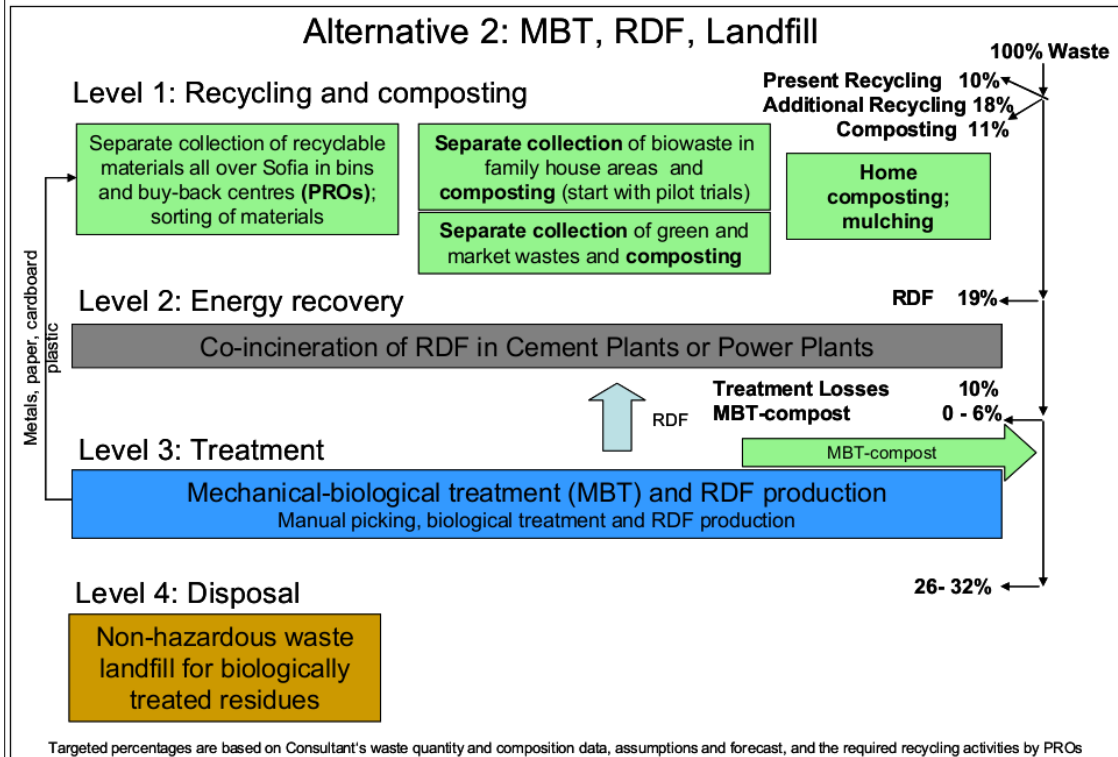 Alternative 2: MBT, RDF, Landfill
100% Waste
Present Recycling 10%
Additional Recycling 18%
Composting 11%
Level 1: Recycling and composting
Separate collection of recyclable
materials all over Sofia in bins
and buy-back centres (PROs);
sorting of materials
Separate collection of biowaste in
family house areas and
composting (start with pilot trials)
Separate collection of green and
market wastes and composting
Home
composting;
mulching
Metals, paper, cardboard
plastic
Level 2: Energy recovery
RDF 19%
Co-incineration of RDF in Cement Plants or Power Plants
Treatment Losses 10%
MBT-compost 0 - 6%
RDF
MBT-compost
Level 3: Treatment
Mechanical-biological treatment (MBT) and RDF production
Manual picking, biological treatment and RDF production
26- 32%
Level 4: Disposal
Non-hazardous waste
landfill for biologically
treated residues
Targeted percentages are based on Consultant's waste quantity and composition data, assumptions and forecast, and the required recycling activities by PROs